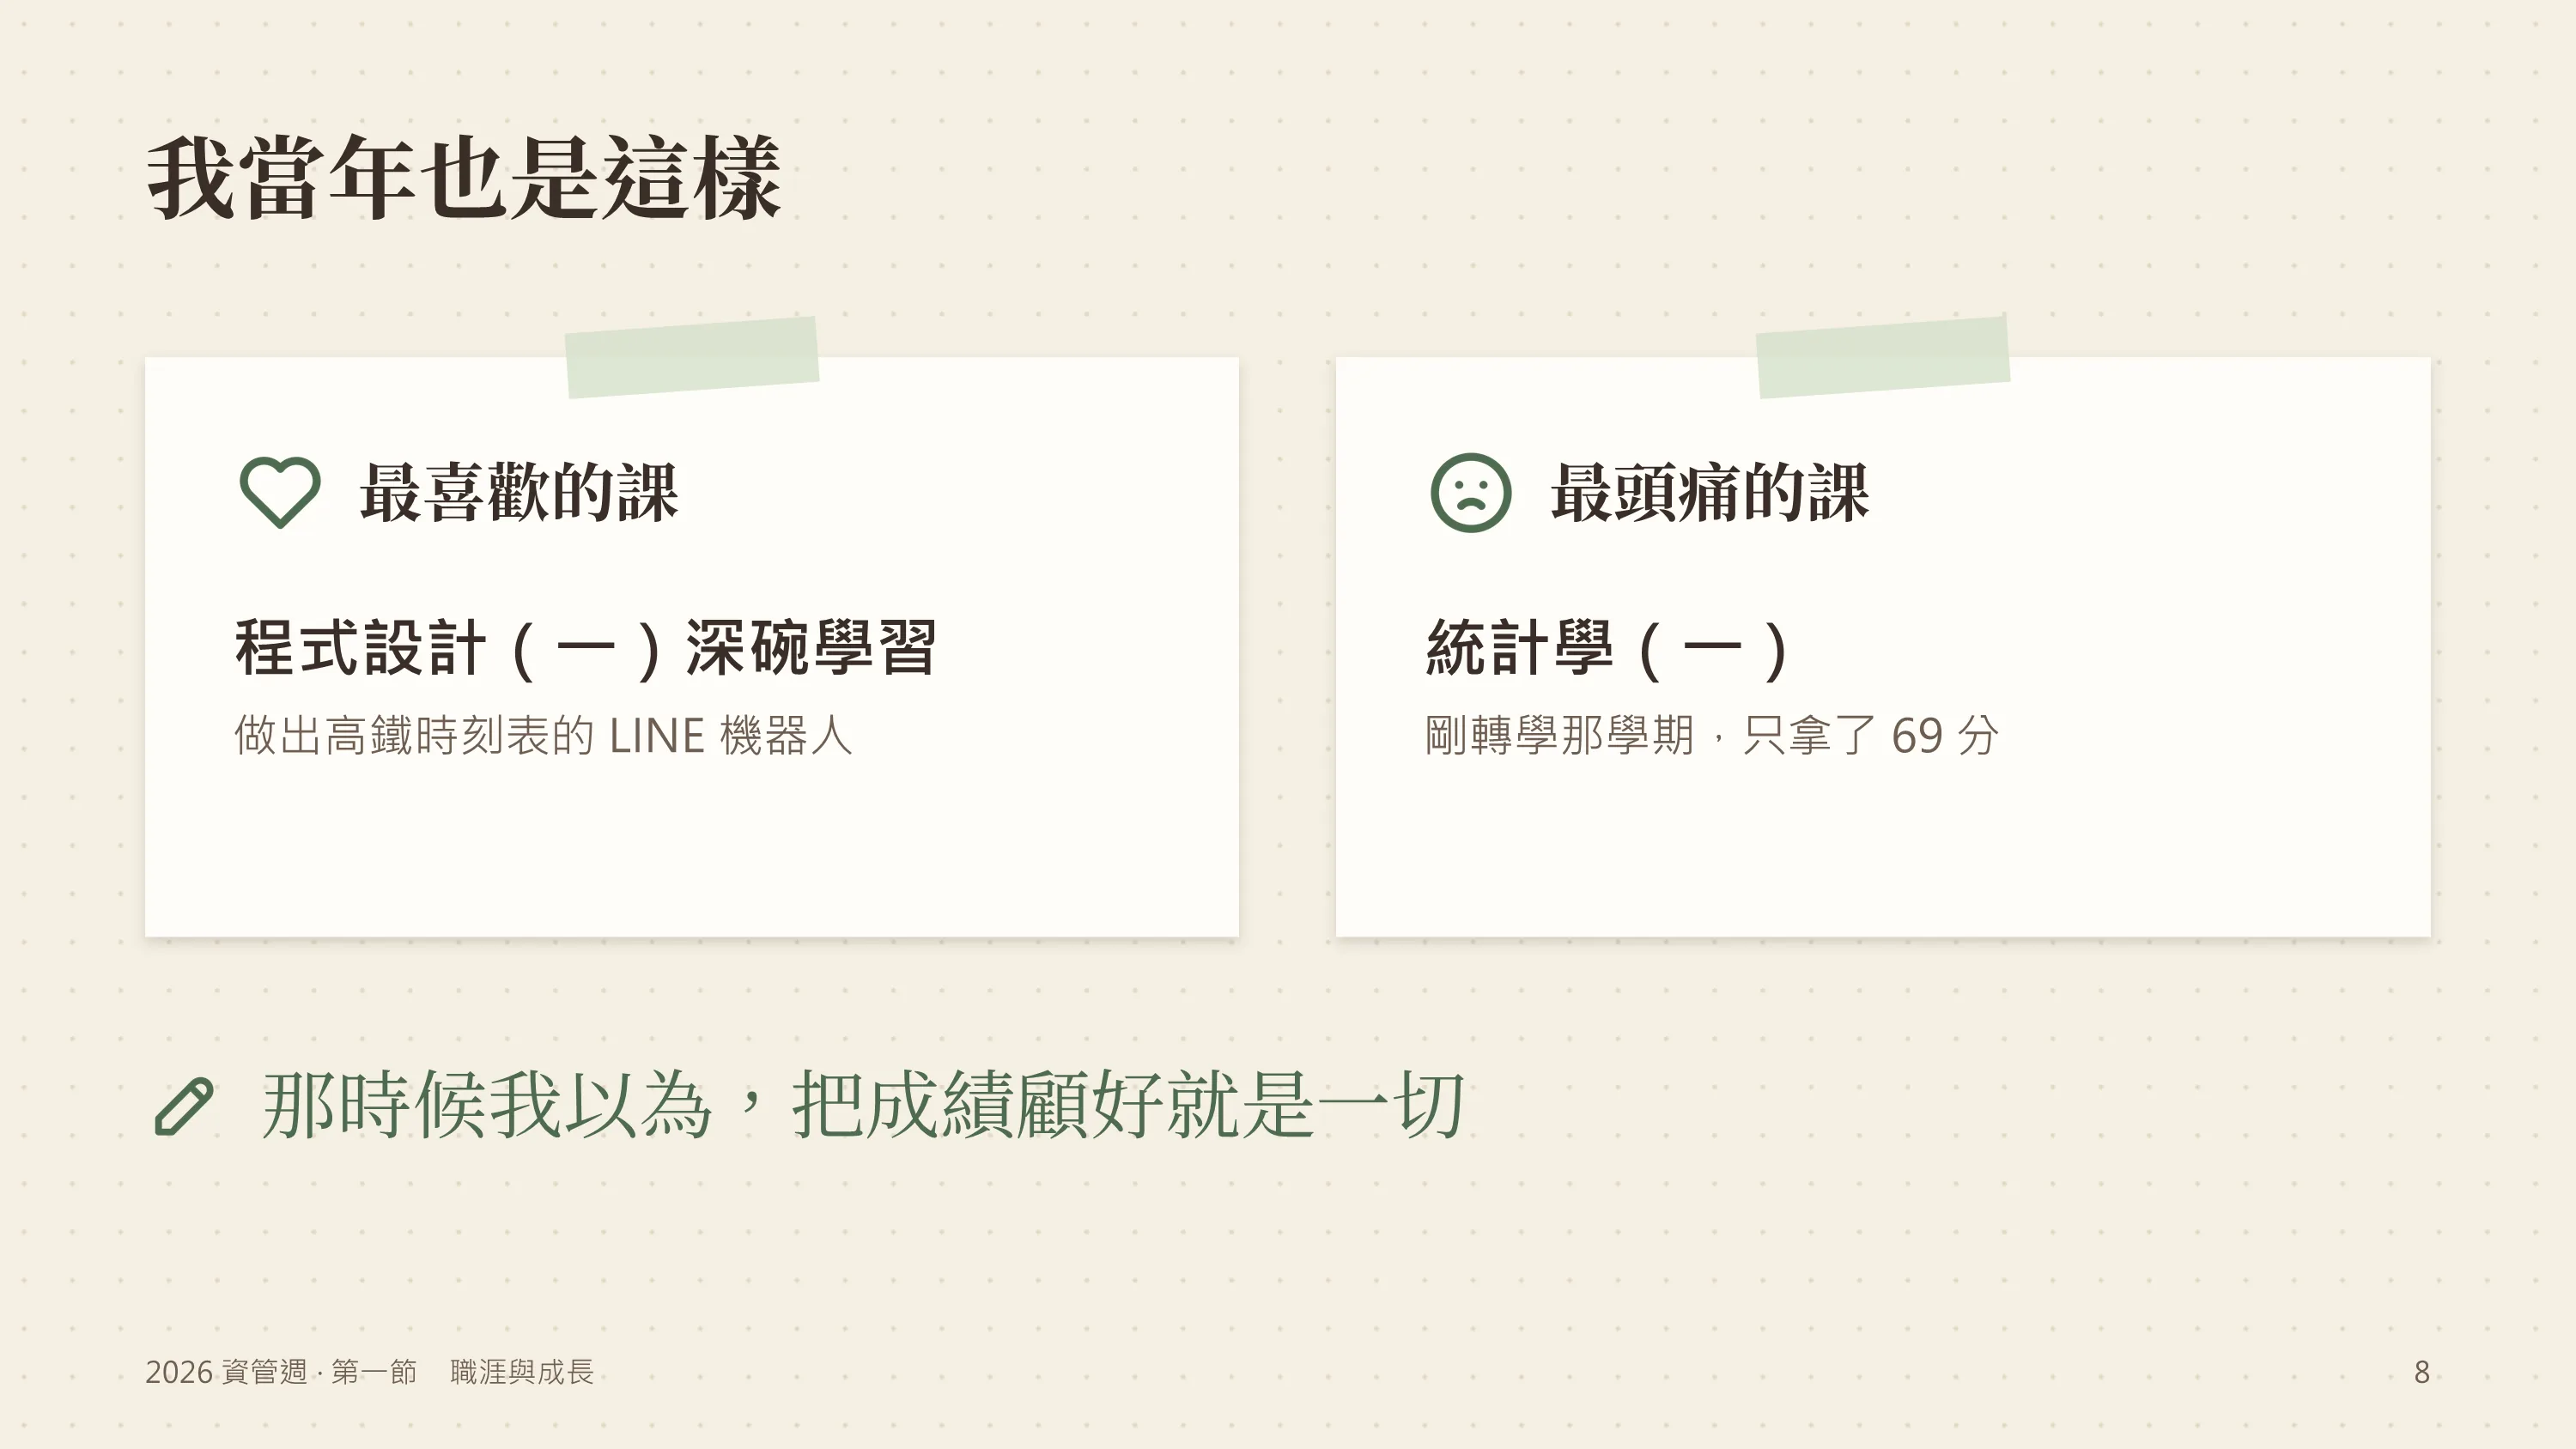 我當年也是這樣
最喜歡的課
程式設計(一)深碗學習
做出高鐵時刻表的 LINE 機器人
最頭痛的課
統計學(一)
剛轉學那學期，只拿了 69 分
那時候我以為，把成績顧好就是一切
2026 資管週 · 第一節 職涯與成長
8